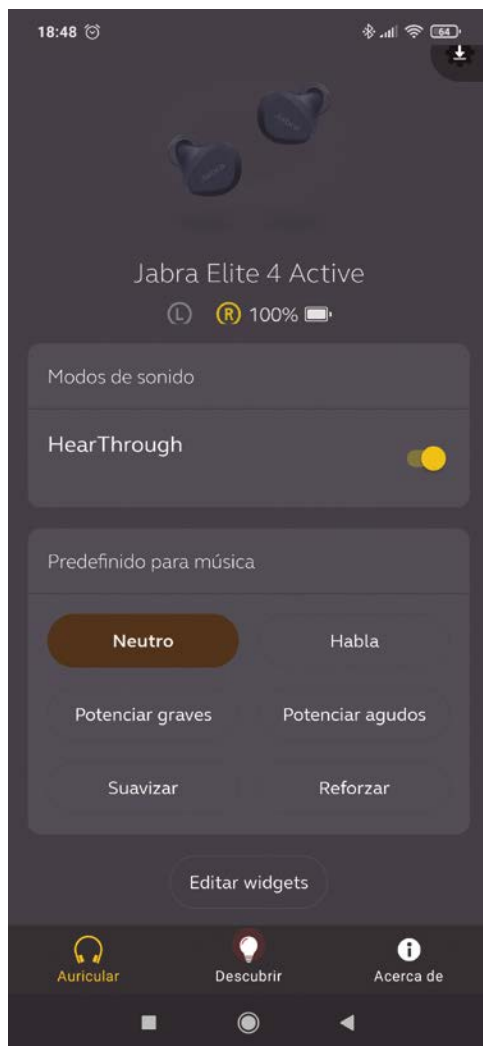 18:48
64
Jabra Elite 4 Active
L R 100%
Modos de sonido
HearThrough
Predefinido para música
Neutro Habla
Potenciar graves Potenciar agudos
Suavizar Reforzar
Editar widgets
Auricular Descubrir Acerca de